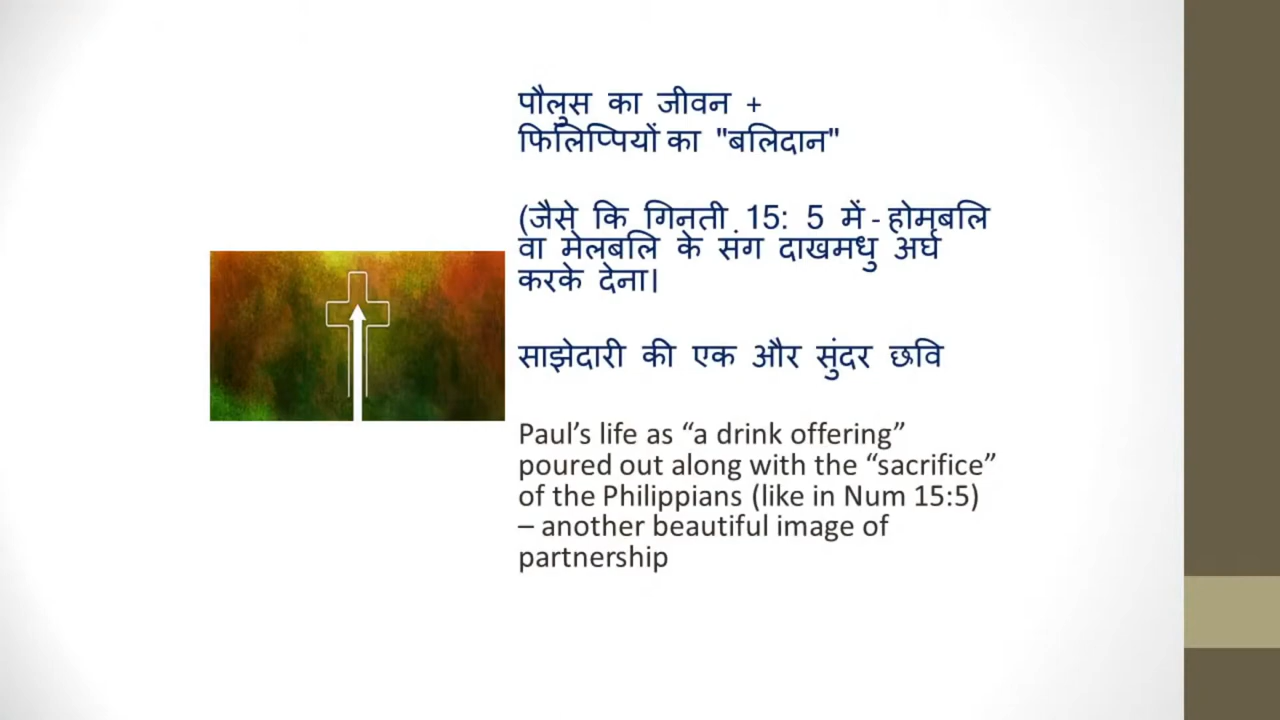 पौलुस का जीवन +
फिलिप्पियों का "बलिदान"
(जैसे कि गिनती 15: 5 में - होमबलि
वा मेलबलि के संग दाखमधु अर्घ
करके देना।
साझेदारी की एक और सुंदर छवि
Paul's life as “a drink offering”
poured out along with the “sacrifice”
of the Philippians (like in Num 15:5)
– another beautiful image of
partnership